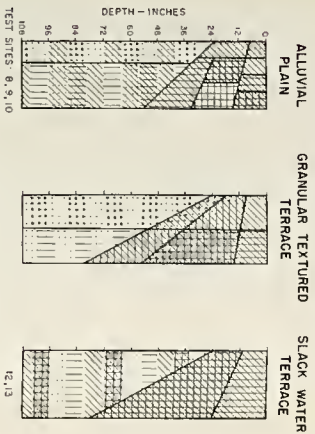 DEPTH – INCHES
108 96 84 72 60 48 36 24 12 0
ALLUVIAL
PLAIN
TEST SITES: 8,9,10
GRANULAR TEXTURED
TERRACE
SLACK WATER
TERRACE
12,13